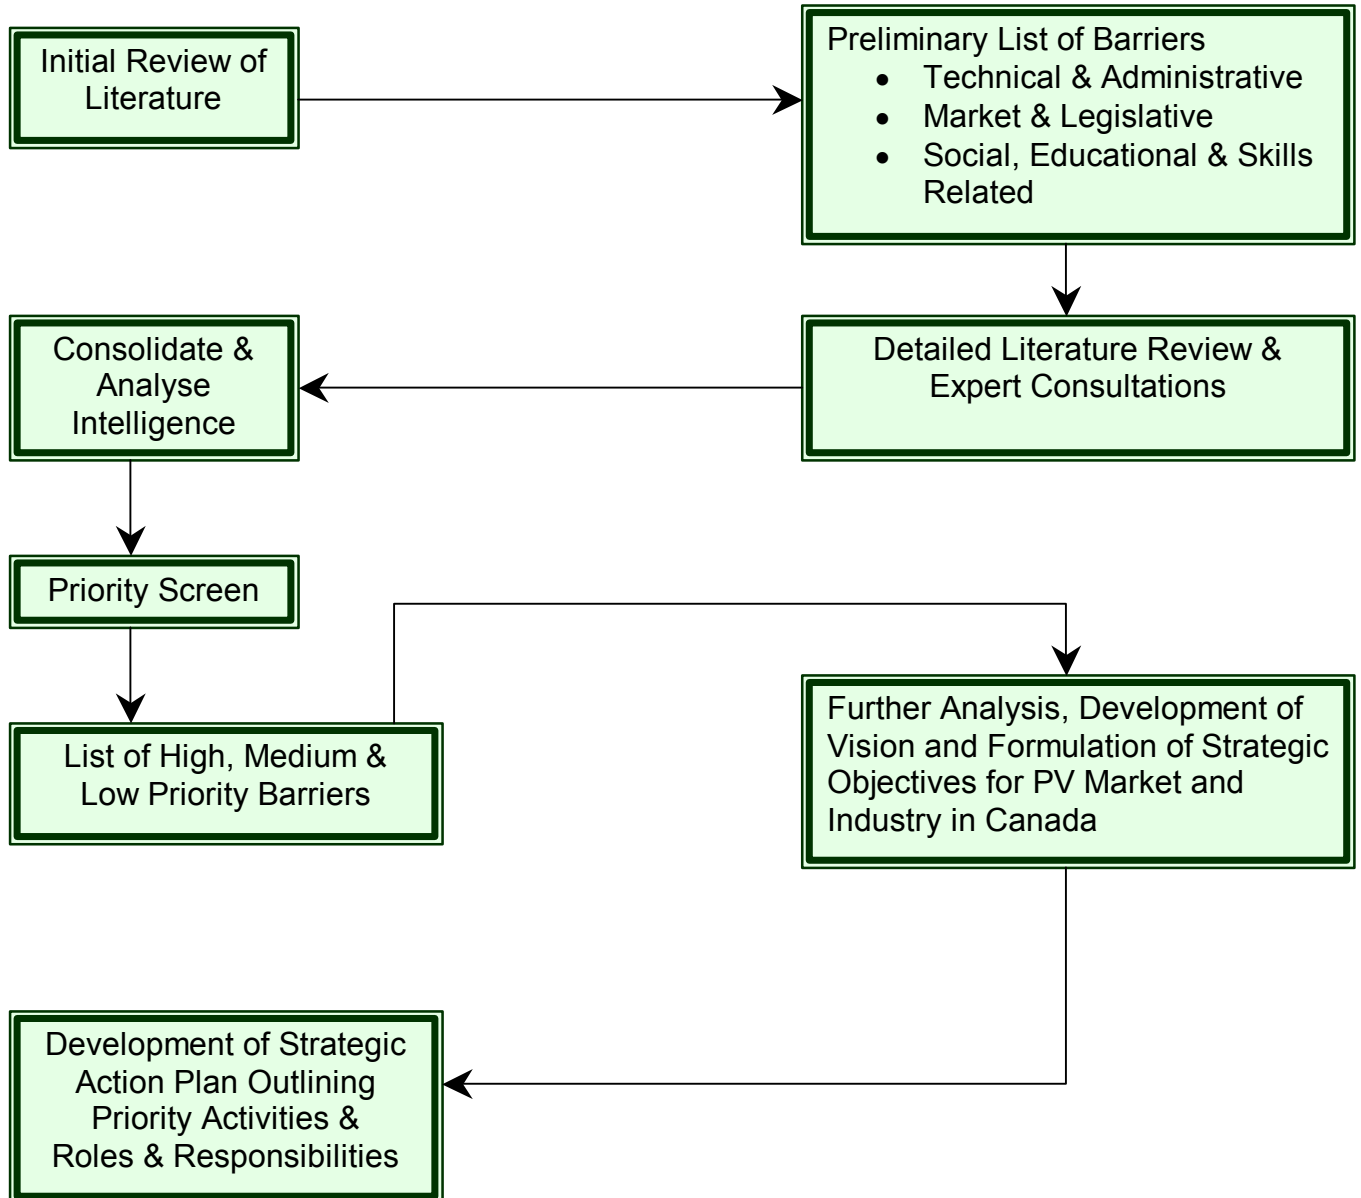 Initial Review of
Literature
Preliminary List of Barriers
• Technical & Administrative
• Market & Legislative
• Social, Educational & Skills
Related
Detailed Literature Review &
Expert Consultations
Consolidate &
Analyse
Intelligence
Priority Screen
List of High, Medium &
Low Priority Barriers
Further Analysis, Development of
Vision and Formulation of Strategic
Objectives for PV Market and
Industry in Canada
Development of Strategic
Action Plan Outlining
Priority Activities &
Roles & Responsibilities